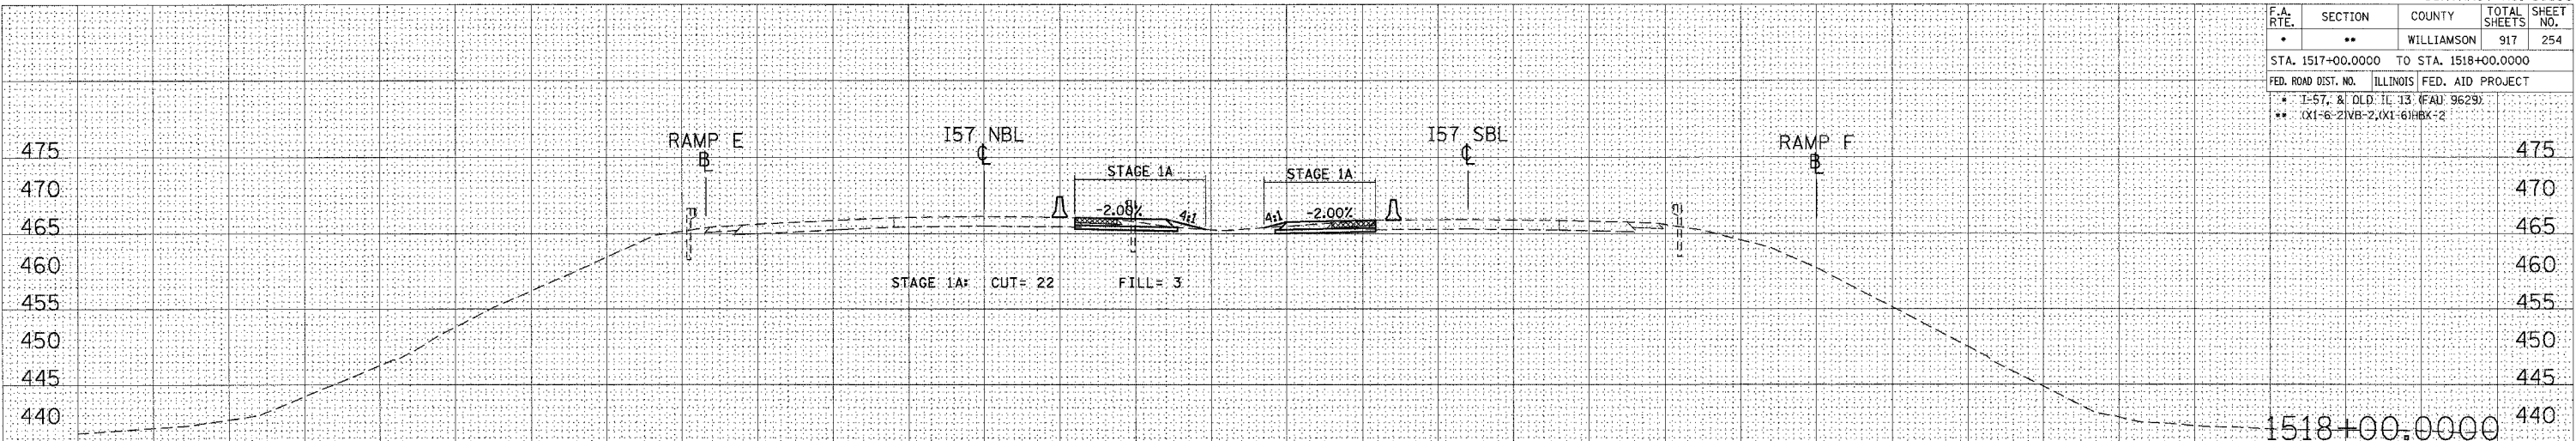 F.A. RTE. SECTION COUNTY TOTAL SHEETS SHEET NO.
* ** WILLIAMSON 917 254
STA. 1517+00.0000 TO STA. 1518+00.0000
FED. ROAD DIST. NO. ILLINOIS FED. AID PROJECT
* I-57, & OLD IL 13 (FAU 9629)
** (X1-6-2)VB-2,(X1-6)HBK-2
RAMP E
I57 NBL
I57 SBL
RAMP F
B
L
CL
CL
B
L
475
475
STAGE 1A
STAGE 1A
470
470
-2.00%
4:1
4:1
-2.00%
465
465
460
460
STAGE 1A: CUT= 22 FILL= 3
455
455
450
450
445
445
440
440
1518+00.0000